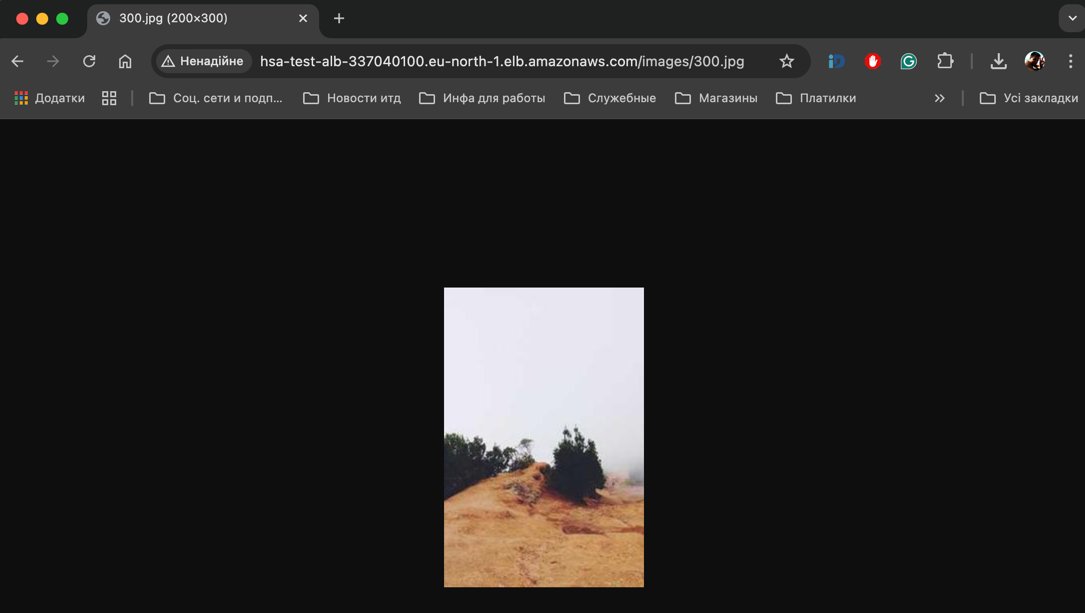 300.jpg (200×300)
Ненадійне hsa-test-alb-337040100.eu-north-1.elb.amazonaws.com/images/300.jpg
Додатки Соц. сети и подп... Новости итд Инфа для работы Служебные Магазины Платилки Усі закладки